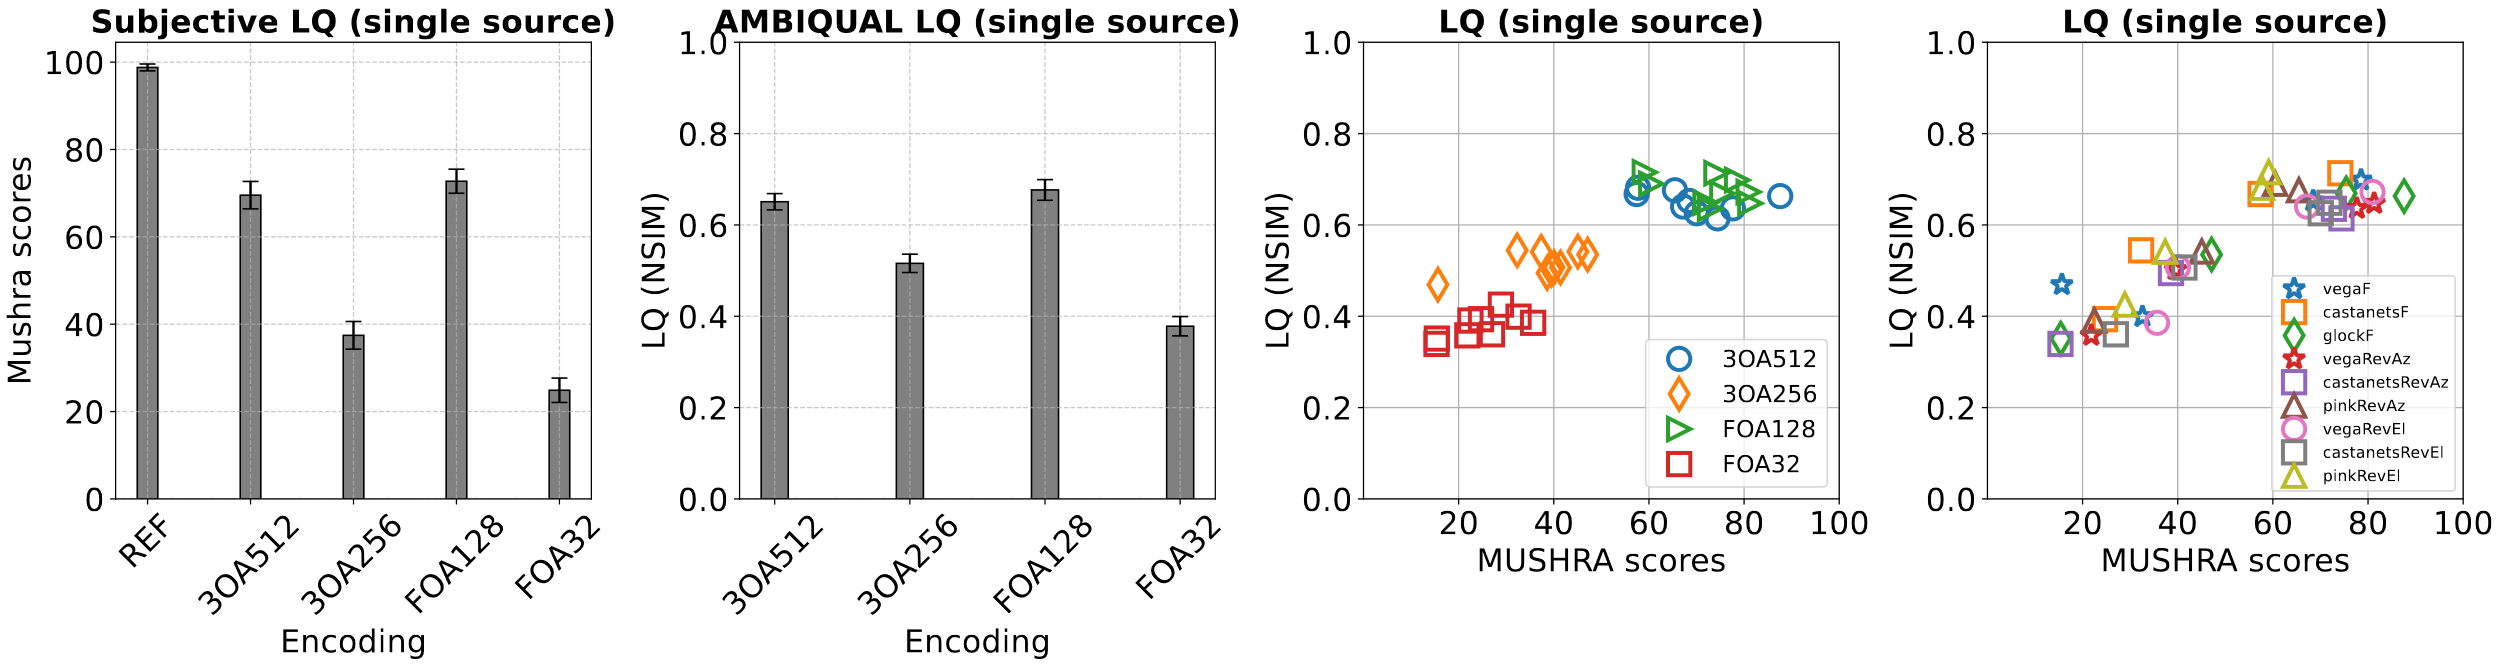 Subjective LQ (single source)
Mushra scores
100
80
60
40
20
0
REF
3OA512
3OA256
FOA128
FOA32
Encoding
AMBIQUAL LQ (single source)
LQ (NSIM)
1.0
0.8
0.6
0.4
0.2
0.0
3OA512
3OA256
FOA128
FOA32
Encoding
LQ (single source)
LQ (NSIM)
1.0
0.8
0.6
0.4
0.2
0.0
3OA512
3OA256
FOA128
FOA32
20 40 60 80 100
MUSHRA scores
LQ (single source)
LQ (NSIM)
1.0
0.8
0.6
0.4
0.2
0.0
vegaF
castanetsF
glockF
vegaRevAz
castanetsRevAz
pinkRevAz
vegaRevEl
castanetsRevEl
pinkRevEl
20 40 60 80 100
MUSHRA scores